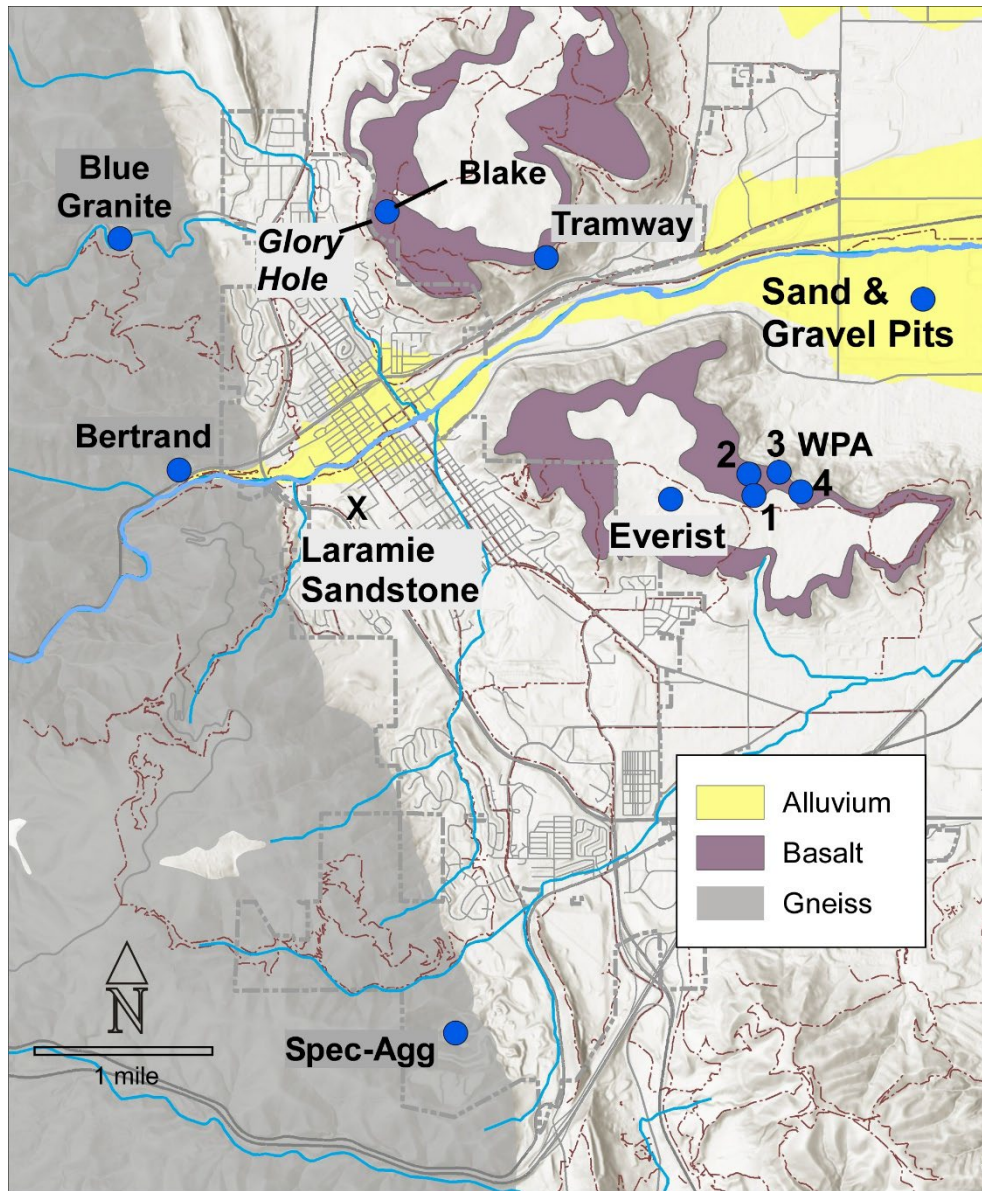 Blue
Granite
Blake
Glory
Hole
Tramway
Sand &
Gravel Pits
Bertrand
2
3 WPA
4
1
Everist
X
Laramie
Sandstone
Alluvium
Basalt
Gneiss
N
1 mile
Spec-Agg